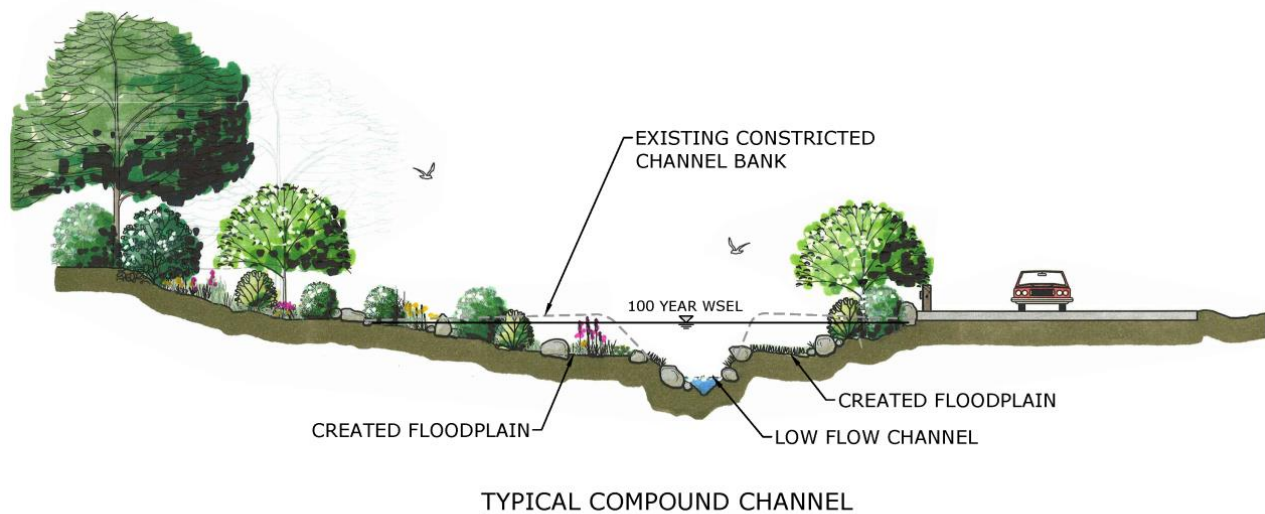 EXISTING CONSTRICTED
CHANNEL BANK
100 YEAR WSEL
CREATED FLOODPLAIN
CREATED FLOODPLAIN
LOW FLOW CHANNEL
TYPICAL COMPOUND CHANNEL